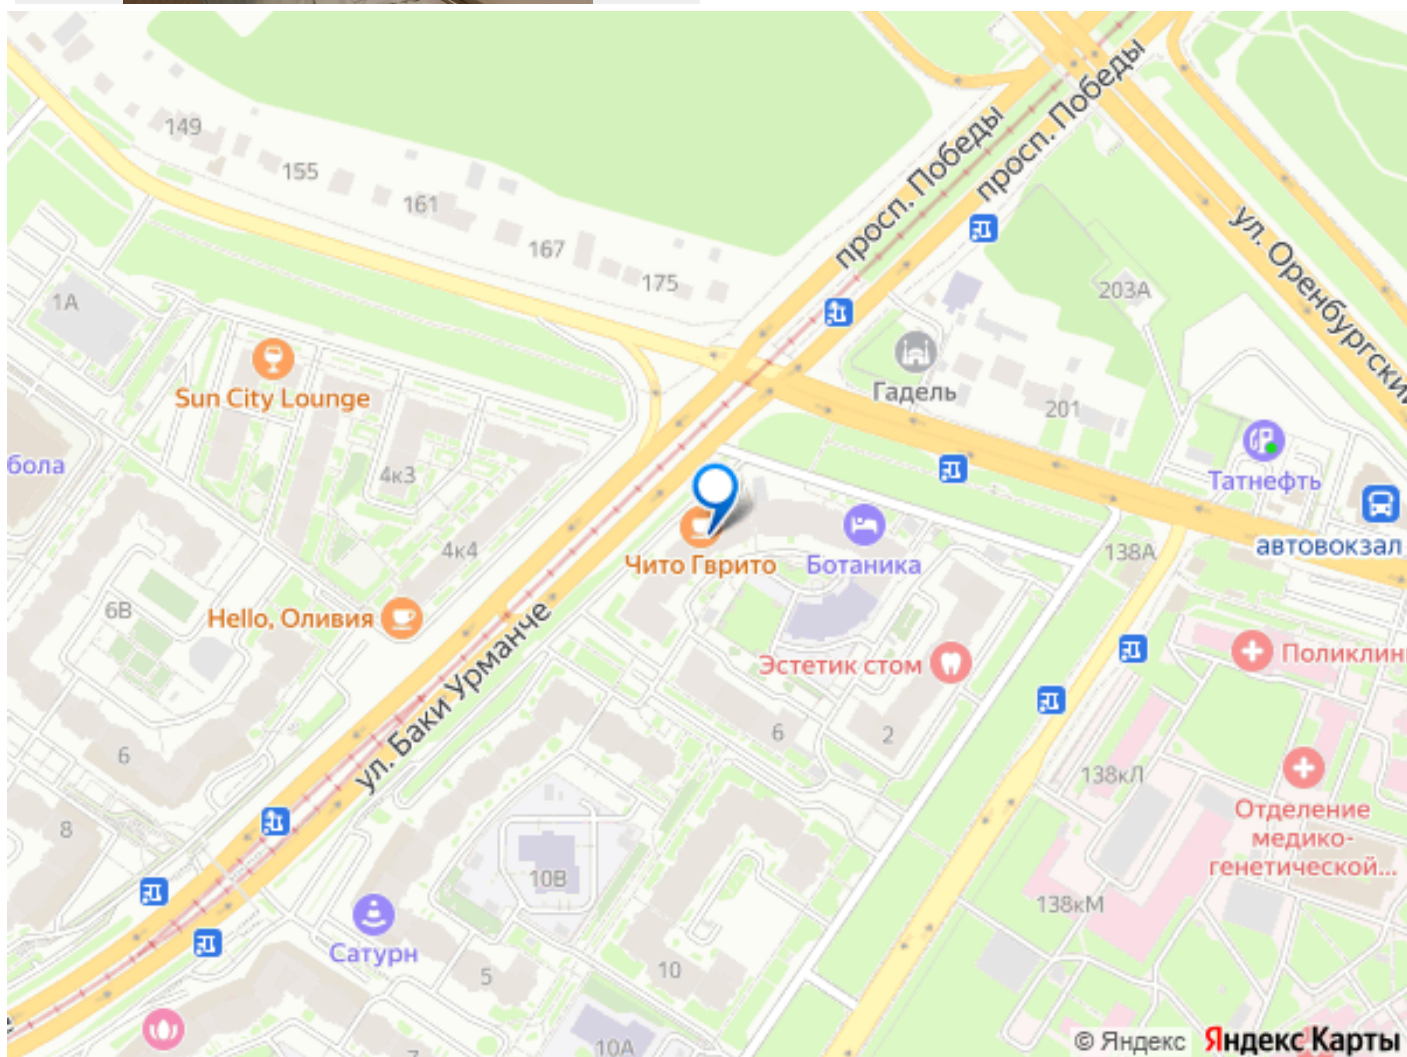 просп. Победы
просп. Победы
149
155
161
167
175
203А
ул. Оренбургский
1А
Sun City Lounge
Гадель
201
бола
4к3
Татнефть
автовокзал
4к4
Чито Гврито
Ботаника
138А
6В
Hello, Оливия
Эстетик стом
Поликлин
ул. Баки Урманче
6
6
2
138кЛ
Отделение
медико-
генетической...
8
10В
138кМ
Сатурн
5
10
10А
7
© Яндекс Яндекс Карты